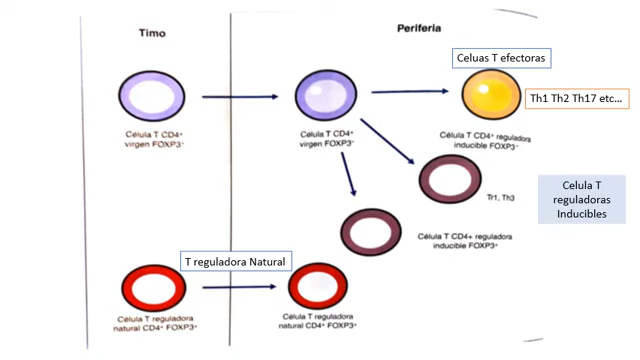 Timo
Periferia
Celuas T efectoras
Th1 Th2 Th17 etc...
Célula T CD4+
virgen FOXP3-
Célula T CD4+
virgen FOXP3-
Célula T CD4+ reguladora
inducible FOXP3-
Tr1, Th3
Celula T
reguladoras
Inducibles
Célula T CD4+ reguladora
inducible FOXP3+
T reguladora Natural
Célula T reguladora
natural CD4+ FOXP3+
Célula T reguladora
natural CD4+ FOXP3+